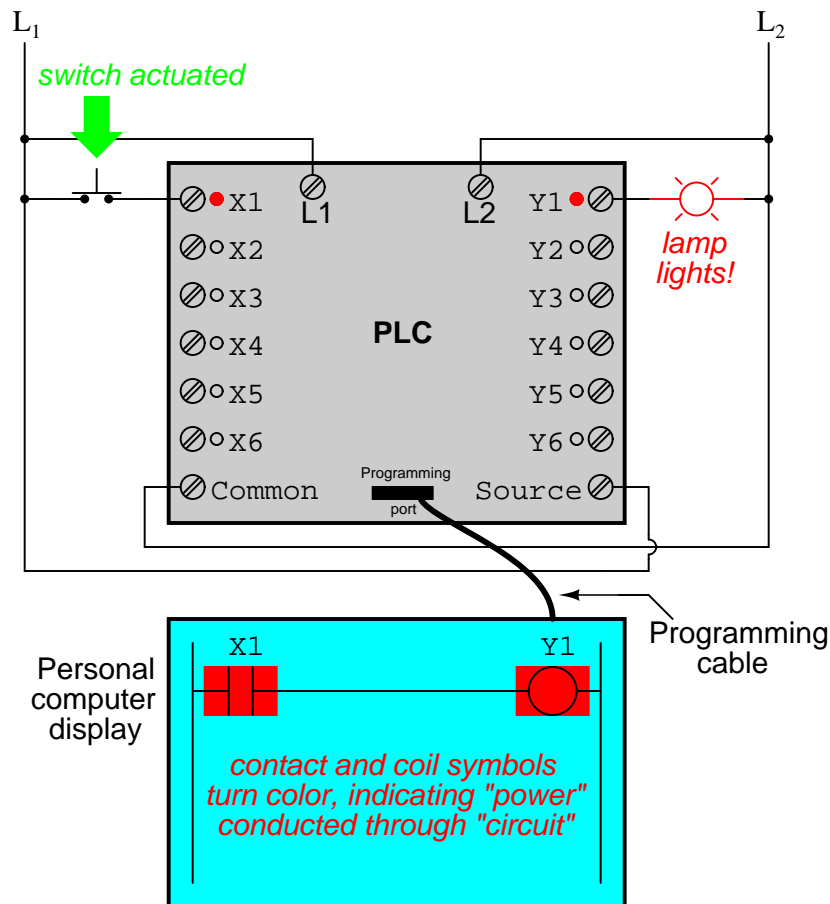 L1 L2
switch actuated
X1 L1 L2 Y1
X2 Y2
lamp
lights!
X3 Y3
PLC
X4 Y4
X5 Y5
X6 Y6
Common Programming
port Source
Programming
cable
X1 Y1
Personal
computer
display
contact and coil symbols
turn color, indicating "power"
conducted through "circuit"